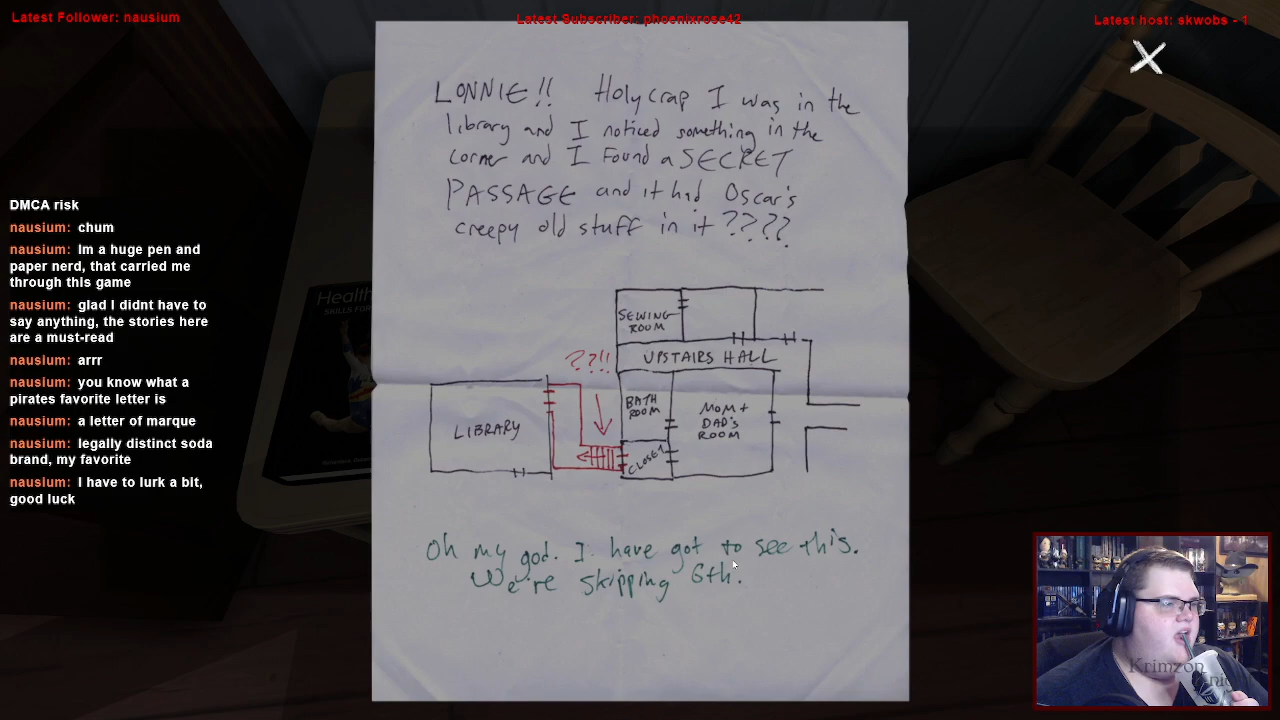 Latest Follower: nausium
Latest Subscriber: phoenixrose42
Latest host: skwobs - 1
LONNIE!! Holy crap I was in the
library and I noticed something in the
corner and I found a SECRET
PASSAGE and it had Oscar's
creepy old stuff in it ????
DMCA risk
nausium: chum
nausium: Im a huge pen and
paper nerd, that carried me
through this game
nausium: glad I didnt have to
say anything, the stories here
are a must-read
nausium: arrr
nausium: you know what a
pirates favorite letter is
nausium: a letter of marque
nausium: legally distinct soda
brand, my favorite
nausium: I have to lurk a bit,
good luck
Health
SKILLS FOR
SEWING
ROOM
??!!
UPSTAIRS HALL
LIBRARY
BATH
ROOM
MOM +
DAD'S
ROOM
CLOSET
Oh my god. I have got to see this.
We're skipping 6th.
Krimzon